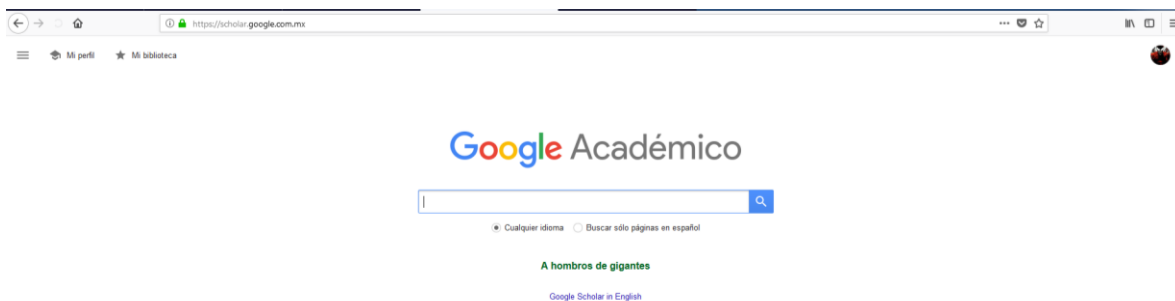 https://scholar.google.com.mx
Mi perfil Mi biblioteca
Google Académico
Cualquier idioma Buscar sólo páginas en español
A hombros de gigantes
Google Scholar in English